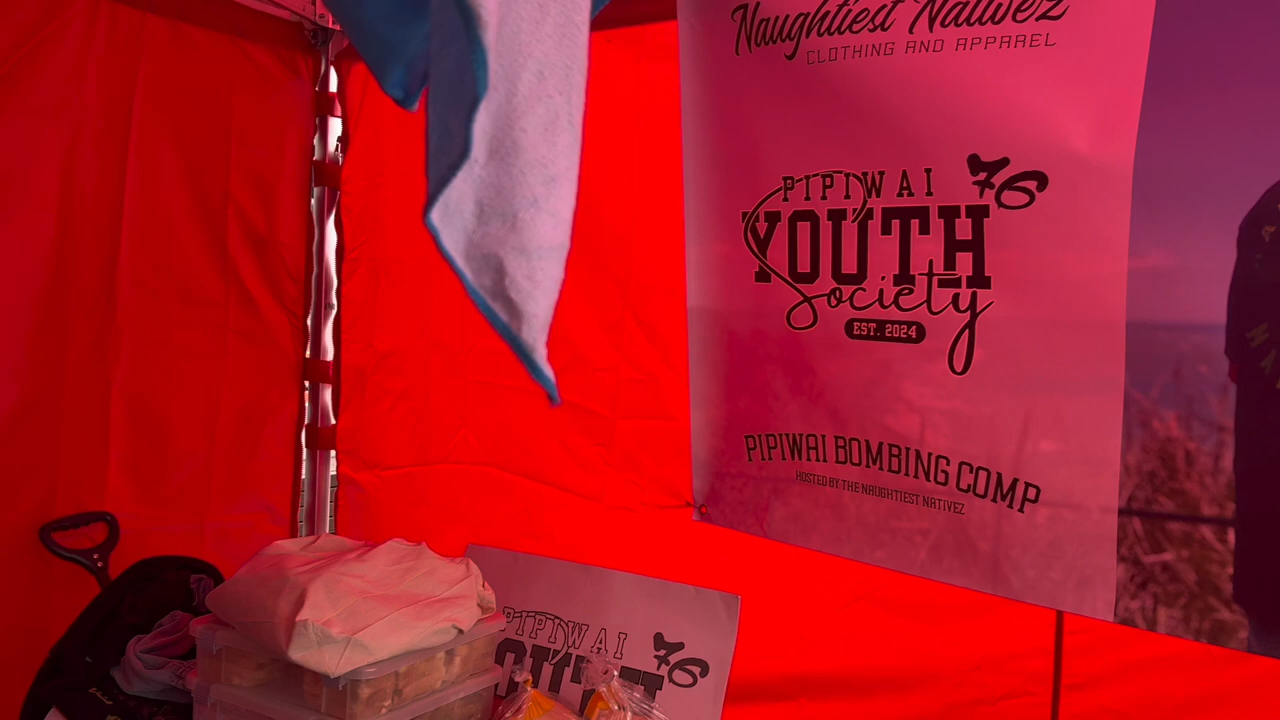 Naughtiest Nativez
CLOTHING AND APPAREL
PIPIWAI 76
YOUTH
Society
EST. 2024
PIPIWAI BOMBING COMP
HOSTED BY THE NAUGHTIEST NATIVEZ
PIPIWAI 76
YOUTH